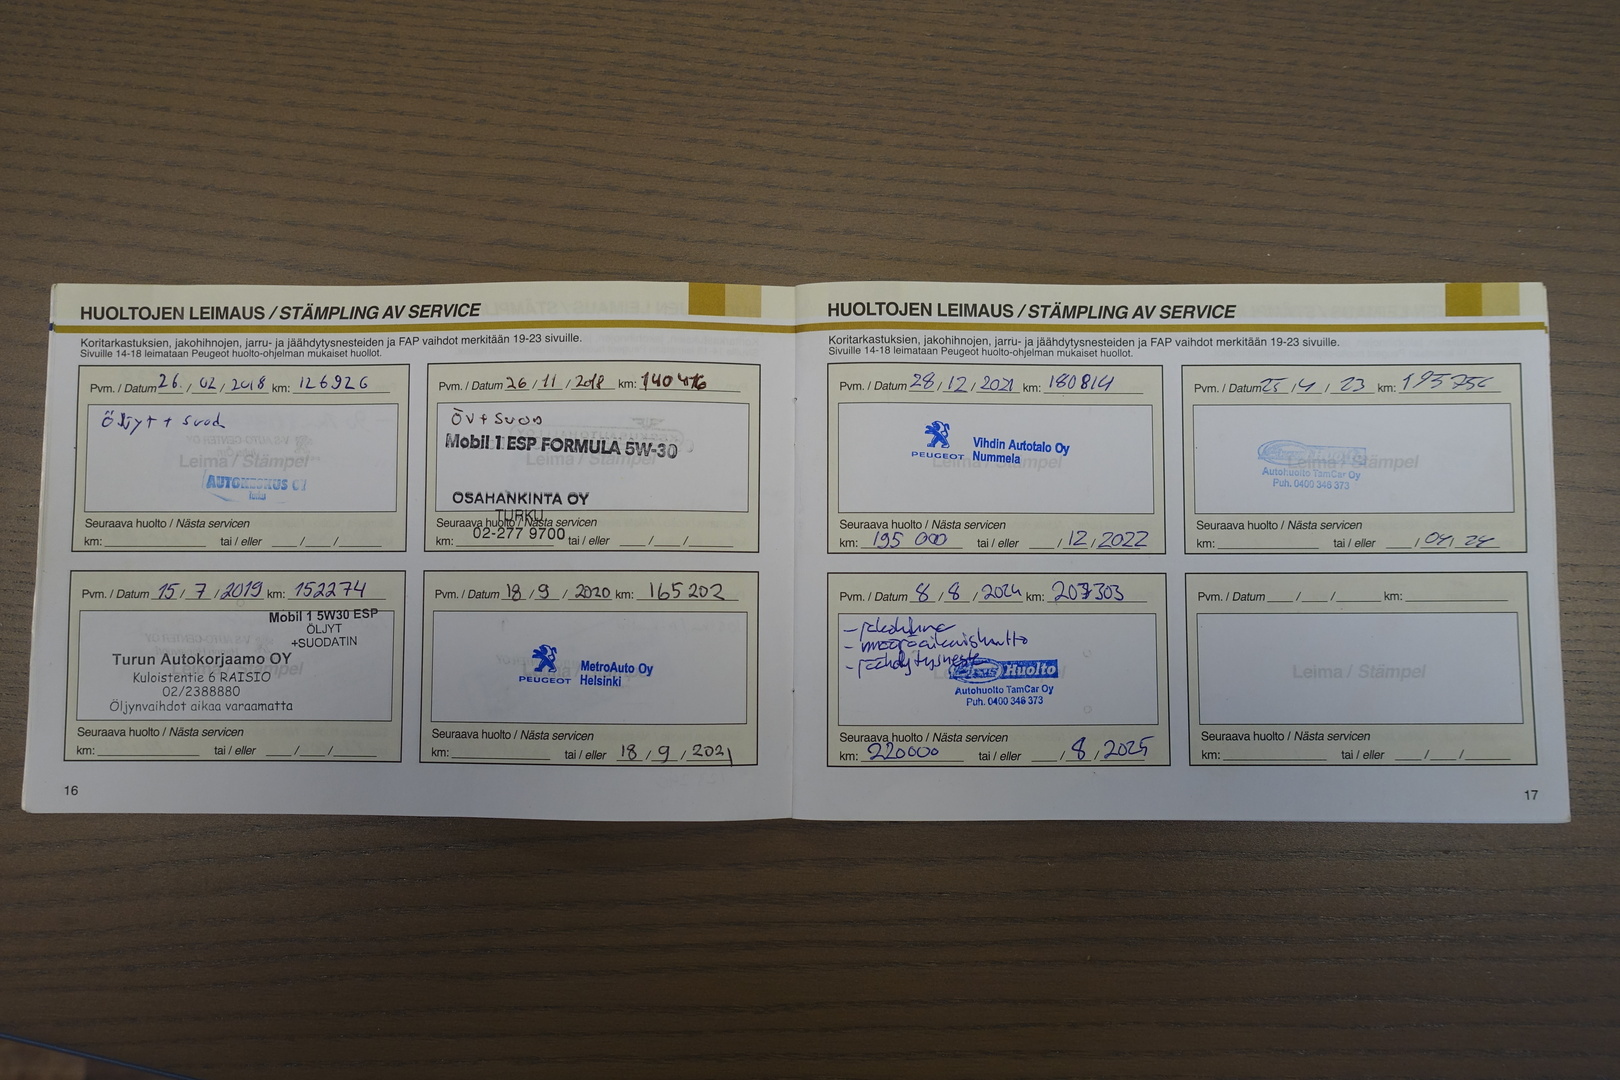 HUOLTOJEN LEIMAUS / STÄMPLING AV SERVICE
Koritarkastuksien, jakohihnojen, jarru- ja jäähdytysnesteiden ja FAP vaihdot merkitään 19-23 sivuille.
Sivuille 14-18 leimataan Peugeot huolto-ohjelman mukaiset huollot.
Pvm. / Datum 26 / 02 / 2018 km: 126926
Öljyt + suod
Leima / Stämpel
AUTOKESKUS OY
Turku
Seuraava huolto / Nästa servicen
km: tai / eller / /
Pvm. / Datum 26 / 11 / 2018 km: 140476
ÖV + Suod
Mobil 1 ESP FORMULA 5W-30
Leima / Stämpel
OSAHANKINTA OY
TURKU
Seuraava huolto / Nästa servicen
02-277 9700
km: tai / eller / /
Pvm. / Datum 15 / 7 / 2019 km: 152274
Mobil 1 5W30 ESP
ÖLJYT
+SUODATIN
Turun Autokorjaamo OY
Kuloistentie 6 RAISIO
02/2388880
Öljynvaihdot aikaa varaamatta
Seuraava huolto / Nästa servicen
km: tai / eller / /
Pvm. / Datum 18 / 9 / 2020 km: 165202
PEUGEOT
MetroAuto Oy
Helsinki
Seuraava huolto / Nästa servicen
km: tai / eller 18 / 9 / 2021
16
HUOLTOJEN LEIMAUS / STÄMPLING AV SERVICE
Koritarkastuksien, jakohihnojen, jarru- ja jäähdytysnesteiden ja FAP vaihdot merkitään 19-23 sivuille.
Sivuille 14-18 leimataan Peugeot huolto-ohjelman mukaiset huollot.
Pvm. / Datum 28 / 12 / 2021 km: 180814
PEUGEOT
Vihdin Autotalo Oy
Nummela
Seuraava huolto / Nästa servicen
km: 195 000 tai / eller / 12 / 2022
Pvm. / Datum 25 / 4 / 23 km: 195756
Leima / Stämpel
Autohuolto TamCar Oy
Puh. 0400 346 373
Seuraava huolto / Nästa servicen
km: tai / eller / 04 / 24
Pvm. / Datum 8 / 8 / 2024 km: 207303
- jakohihna
- määräaikaishuolto
- jäähdytysneste
Huolto
Autohuolto TamCar Oy
Puh. 0400 346 373
Seuraava huolto / Nästa servicen
km: 220000 tai / eller / 8 / 2025
Pvm. / Datum / / km:
Leima / Stämpel
Seuraava huolto / Nästa servicen
km: tai / eller / /
17